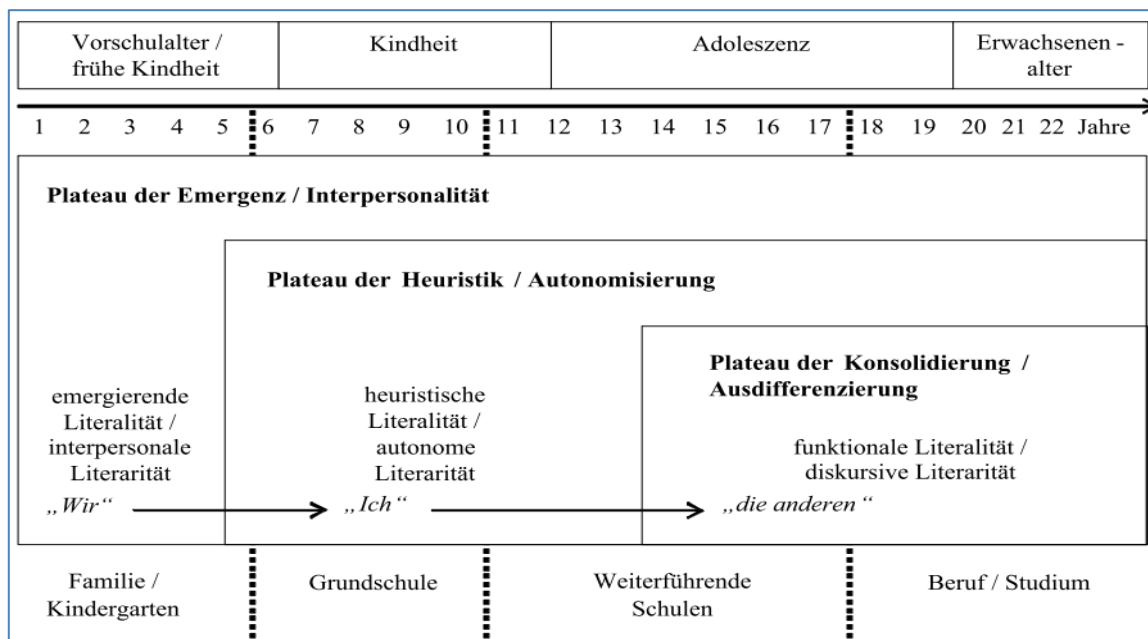 Vorschulalter /
frühe Kindheit
Kindheit
Adoleszenz
Erwachsenen -
alter
1 2 3 4 5 6 7 8 9 10 11 12 13 14 15 16 17 18 19 20 21 22 Jahre
Plateau der Emergenz / Interpersonalität
Plateau der Heuristik / Autonomisierung
Plateau der Konsolidierung /
Ausdifferenzierung
emergierende
Literalität /
interpersonale
Literarität
„Wir“
heuristische
Literalität /
autonome
Literarität
„Ich“
funktionale Literalität /
diskursive Literarität
„die anderen “
Familie /
Kindergarten
Grundschule
Weiterführende
Schulen
Beruf / Studium